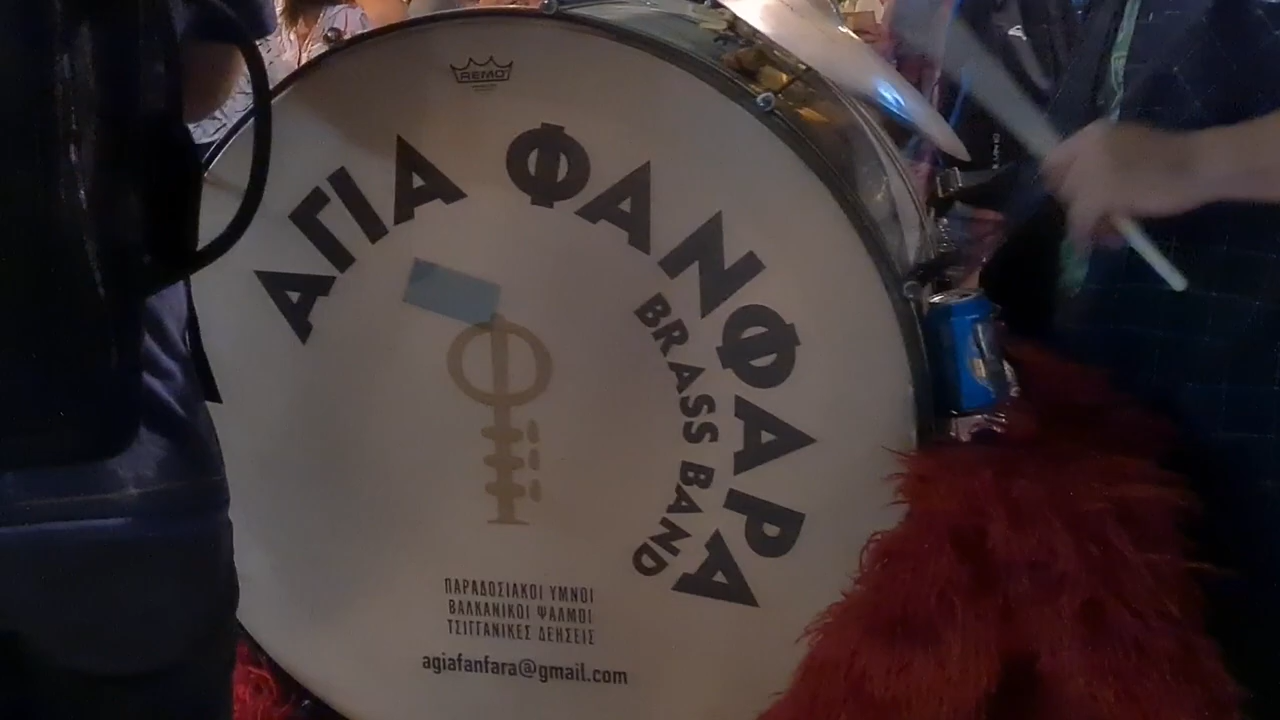 REMO
ΑΓΙΑ ΦΑΝΦΑΡΑ
BRASS BAND
ΠΑΡΑΔΟΣΙΑΚΟΙ ΥΜΝΟΙ
ΒΑΛΚΑΝΙΚΟΙ ΨΑΛΜΟΙ
ΤΣΙΓΓΑΝΙΚΕΣ ΔΕΗΣΕΙΣ
agiafanfara@gmail.com